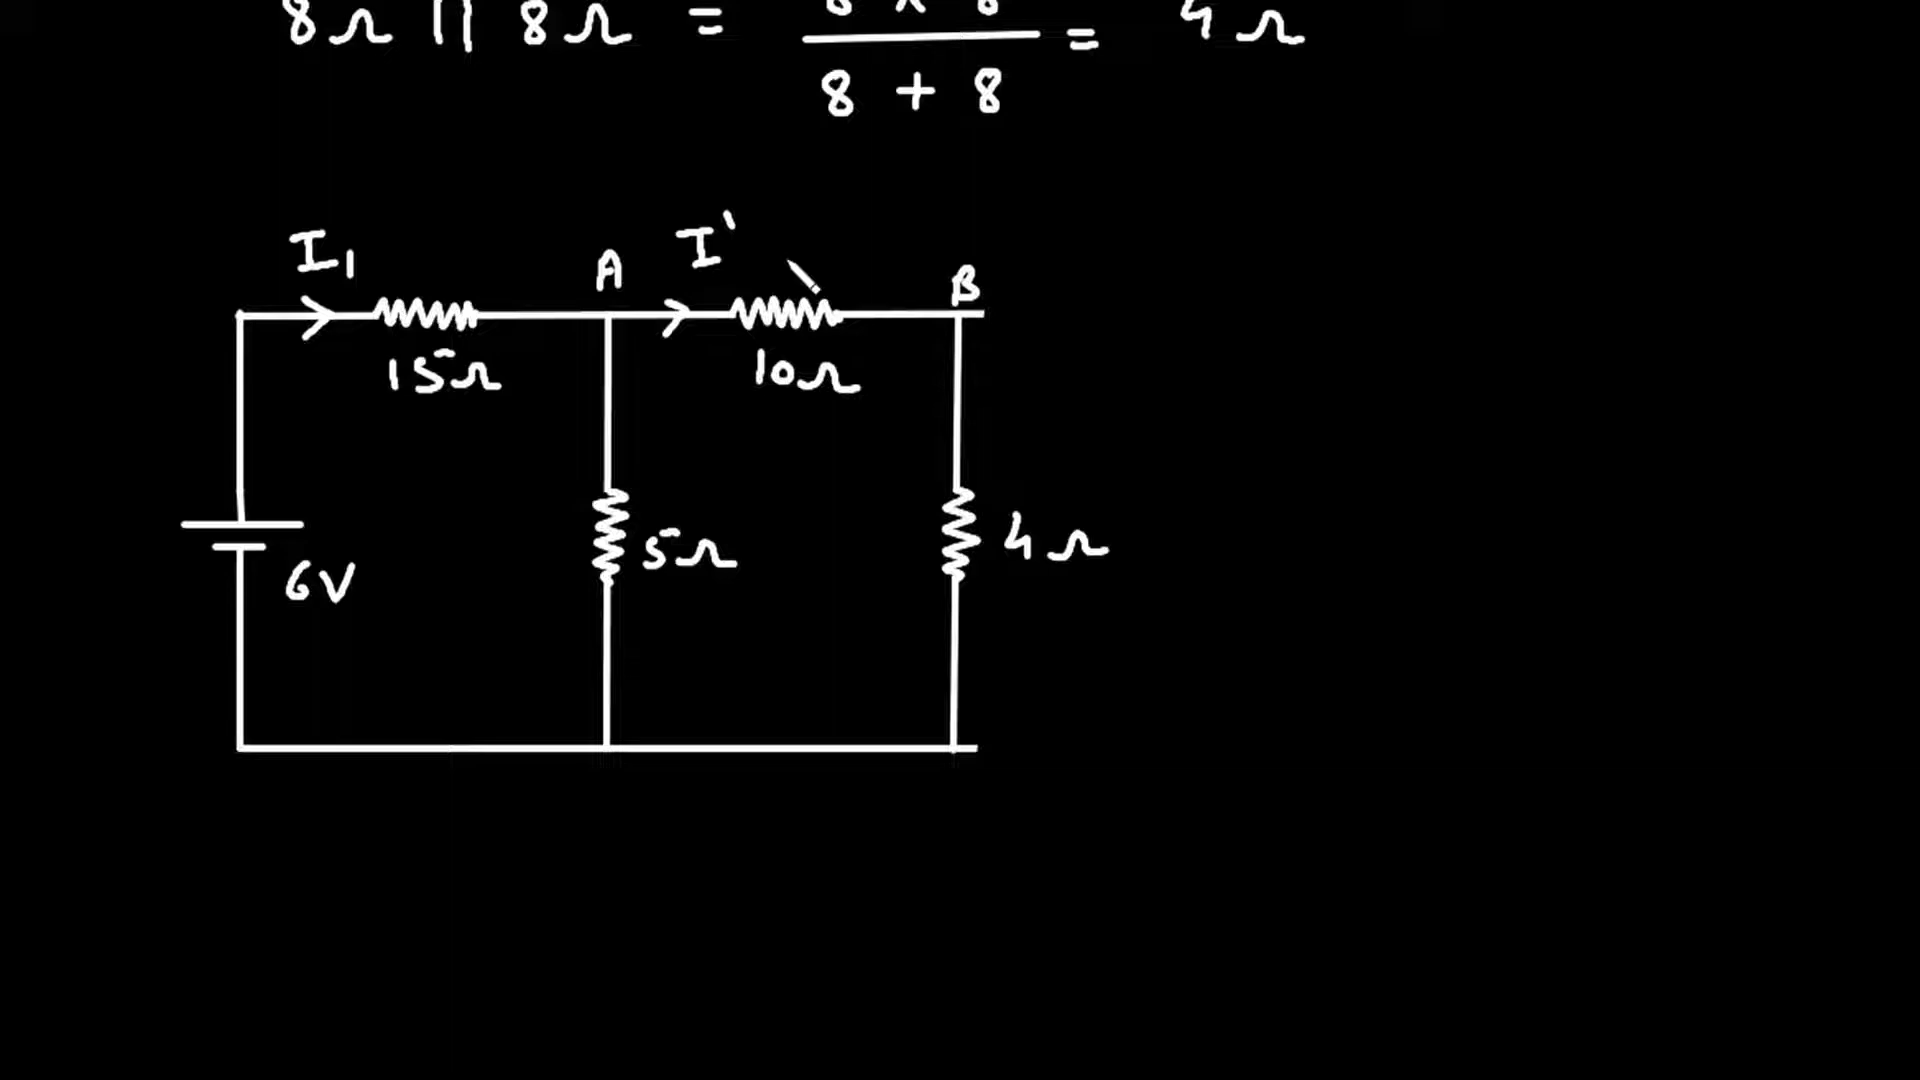 8Ω || 8Ω = 8 × 8 / 8 + 8 = 4Ω
I₁ A I' B
15Ω 10Ω
5Ω 4Ω
6V